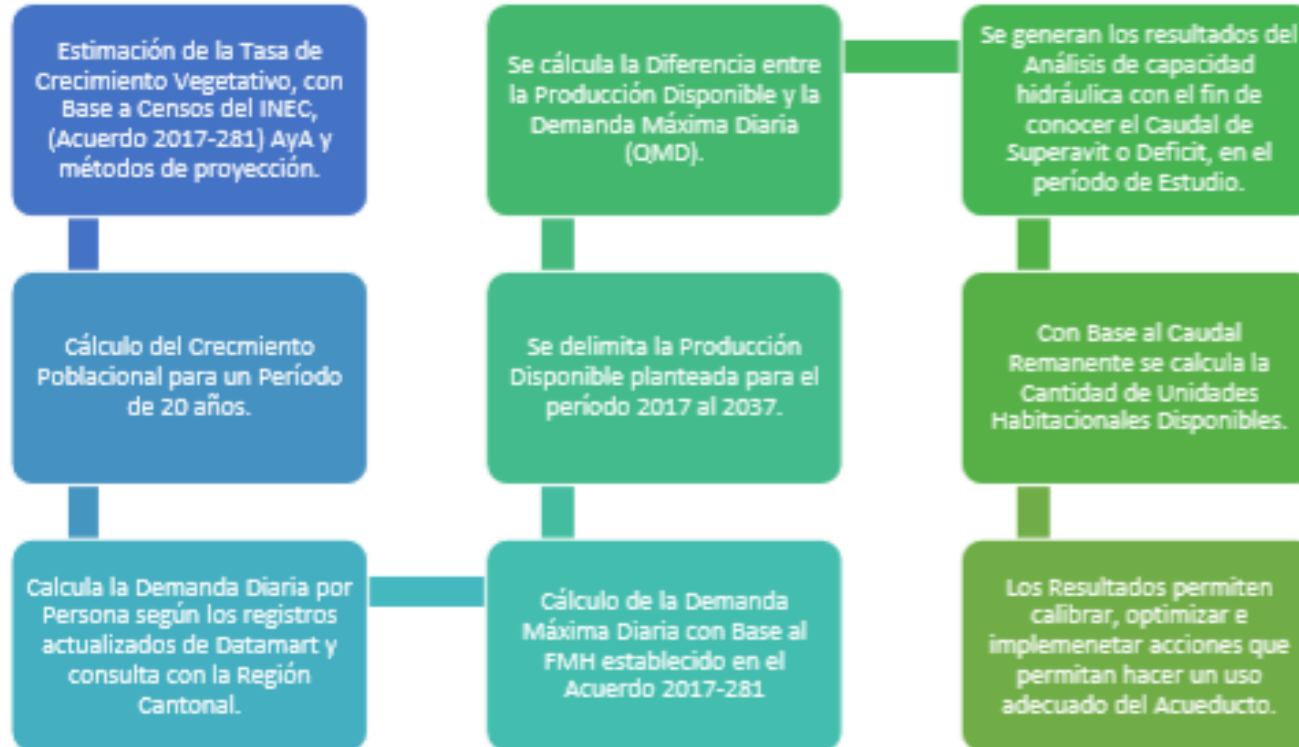 Estimación de la Tasa de
Crecimiento Vegetativo, con
Base a Censos del INEC,
(Acuerdo 2017-281) AyA y
métodos de proyección.
Cálculo del Crecmiento
Poblacional para un Período
de 20 años.
Calcula la Demanda Diaria por
Persona según los registros
actualizados de Datamart y
consulta con la Región
Cantonal.
Cálculo de la Demanda
Máxima Diaria con Base al
FMH establecido en el
Acuerdo 2017-281
Se delimita la Producción
Disponible planteada para el
período 2017 al 2037.
Se cálcula la Diferencia entre
la Producción Disponible y la
Demanda Máxima Diaria
(QMD).
Se generan los resultados del
Análisis de capacidad
hidráulica con el fin de
conocer el Caudal de
Superavit o Deficit, en el
período de Estudio.
Con Base al Caudal
Remanente se calcula la
Cantidad de Unidades
Habitacionales Disponibles.
Los Resultados permiten
calibrar, optimizar e
implemenetar acciones que
permitan hacer un uso
adecuado del Acueducto.